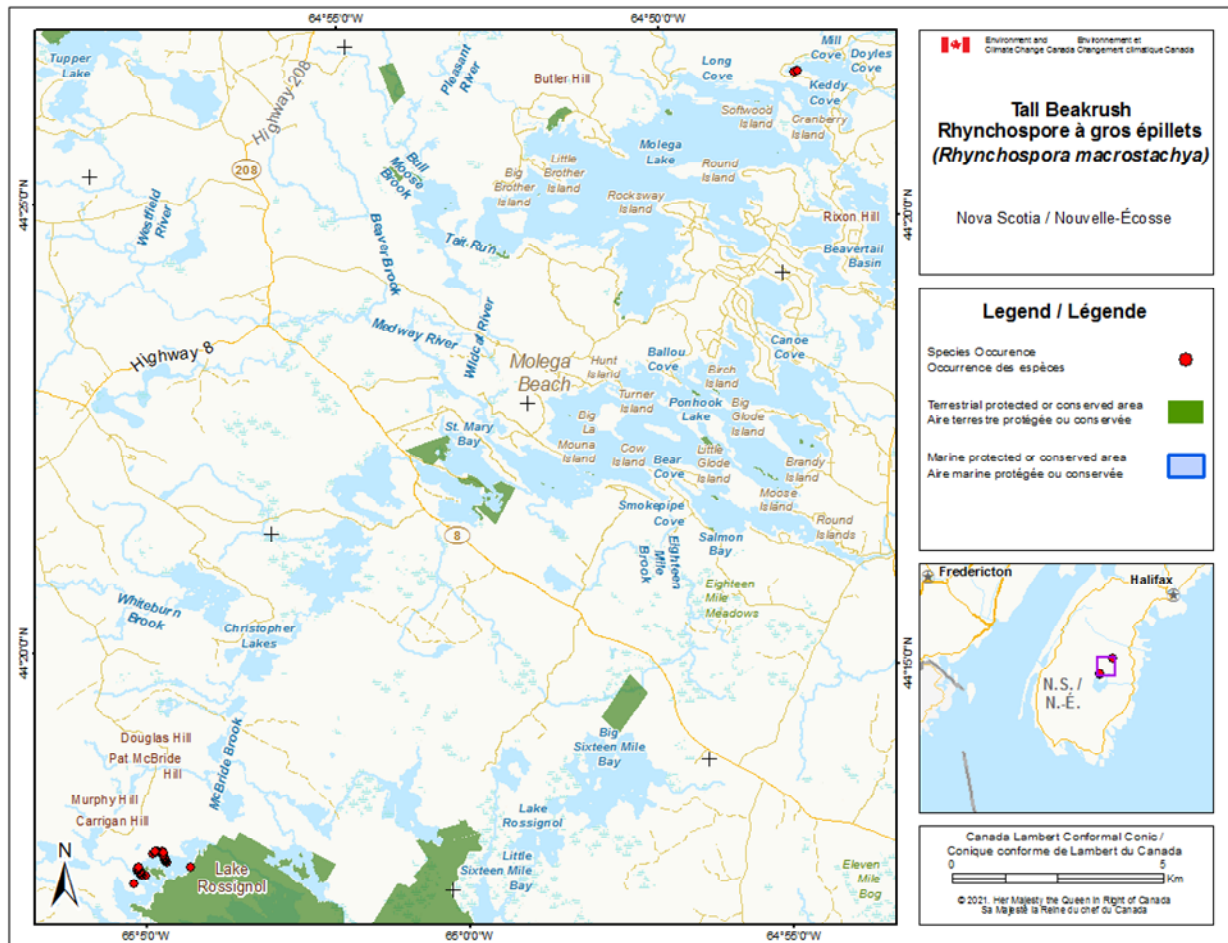 64°55'0"W
64°50'0"W
Tupper
Lake
Highway 208
Pleasant
River
Butler Hill
Long
Cove
Mill
Cove
Doyles
Cove
Keddy
Cove
Softwood
Island
Cranberry
Island
208
Bull
Moose
Brook
Big
Brother
Island
Little
Brother
Island
Molega
Lake
Round
Island
Rocksway
Island
Rixon Hill
44°25'0"N
44°20'0"N
Westfield
River
Beaver Brook
Tait Run
Beavertail
Basin
Medway River
Wildcat River
Highway 8
Molega
Beach
Hunt
Island
Ballou
Cove
Canoe
Cove
Birch
Island
Turner
Island
Ponhook
Lake
Big
Glode
Island
St. Mary
Bay
Big
La
Mouna
Island
Cow
Island
Bear
Cove
Little
Glode
Island
Brandy
Island
Moose
Island
Smokepipe
Cove
Round
Islands
8
Salmon
Bay
Eighteen
Mile
Brook
Eighteen
Mile
Meadows
Whiteburn
Brook
Christopher
Lakes
44°20'0"N
44°15'0"N
Douglas Hill
Pat McBride
Hill
McBride Brook
Big
Sixteen Mile
Bay
Murphy Hill
Carrigan Hill
Lake
Rossignol
N
Lake
Rossignol
Little
Sixteen Mile
Bay
Eleven
Mile
Bog
65°50'0"W
65°0'0"W
64°55'0"W
Environment and
Climate Change Canada
Environnement et
Changement climatique Canada
Tall Beakrush
Rhynchospore à gros épillets
(Rhynchospora macrostachya)
Nova Scotia / Nouvelle-Écosse
Legend / Légende
Species Occurence
Occurrence des espèces
Terrestrial protected or conserved area
Aire terrestre protégée ou conservée
Marine protected or conserved area
Aire marine protégée ou conservée
Fredericton
Halifax
N.S. /
N.-É.
Canada Lambert Conformal Conic /
Conique conforme de Lambert du Canada
0 5
Km
© 2021. Her Majesty the Queen in Right of Canada
Sa Majesté la Reine du chef du Canada